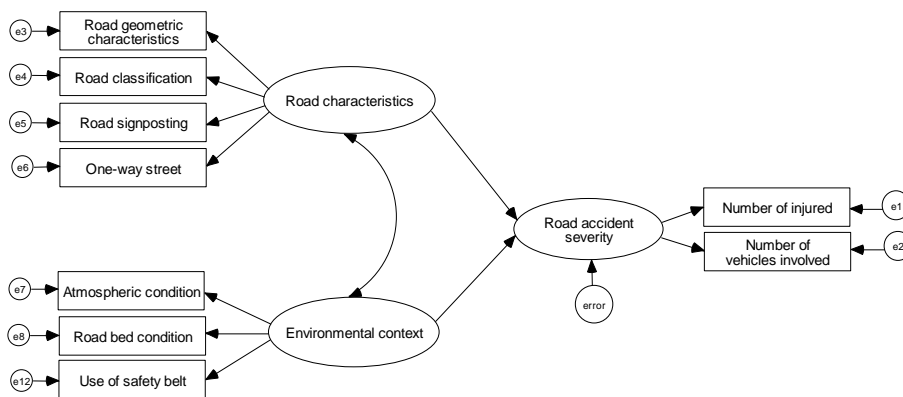 e3
Road geometric
characteristics
e4
Road classification
e5
Road signposting
e6
One-way street
Road characteristics
e7
Atmospheric condition
e8
Road bed condition
e12
Use of safety belt
Environmental context
Road accident
severity
error
Number of injured
e1
Number of
vehicles involved
e2